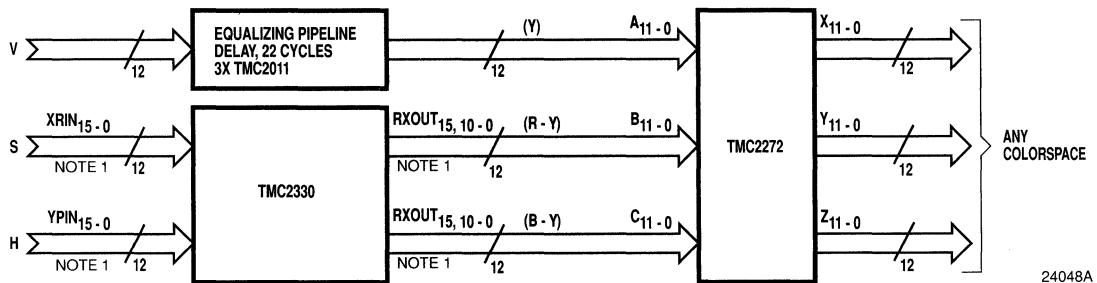 V
12
EQUALIZING PIPELINE
DELAY, 22 CYCLES
3X TMC2011
(Y)
12
A11 - 0
X11-0
12
S
XRIN15 - 0
NOTE 1
12
RXOUT15, 10 - 0
(R - Y)
NOTE 1
12
B11 - 0
Y11-0
12
H
YPIN15 - 0
NOTE 1
12
TMC2330
RXOUT15, 10 - 0
(B - Y)
NOTE 1
12
C11 - 0
TMC2272
Z11 - 0
12
ANY
COLORSPACE
24048A